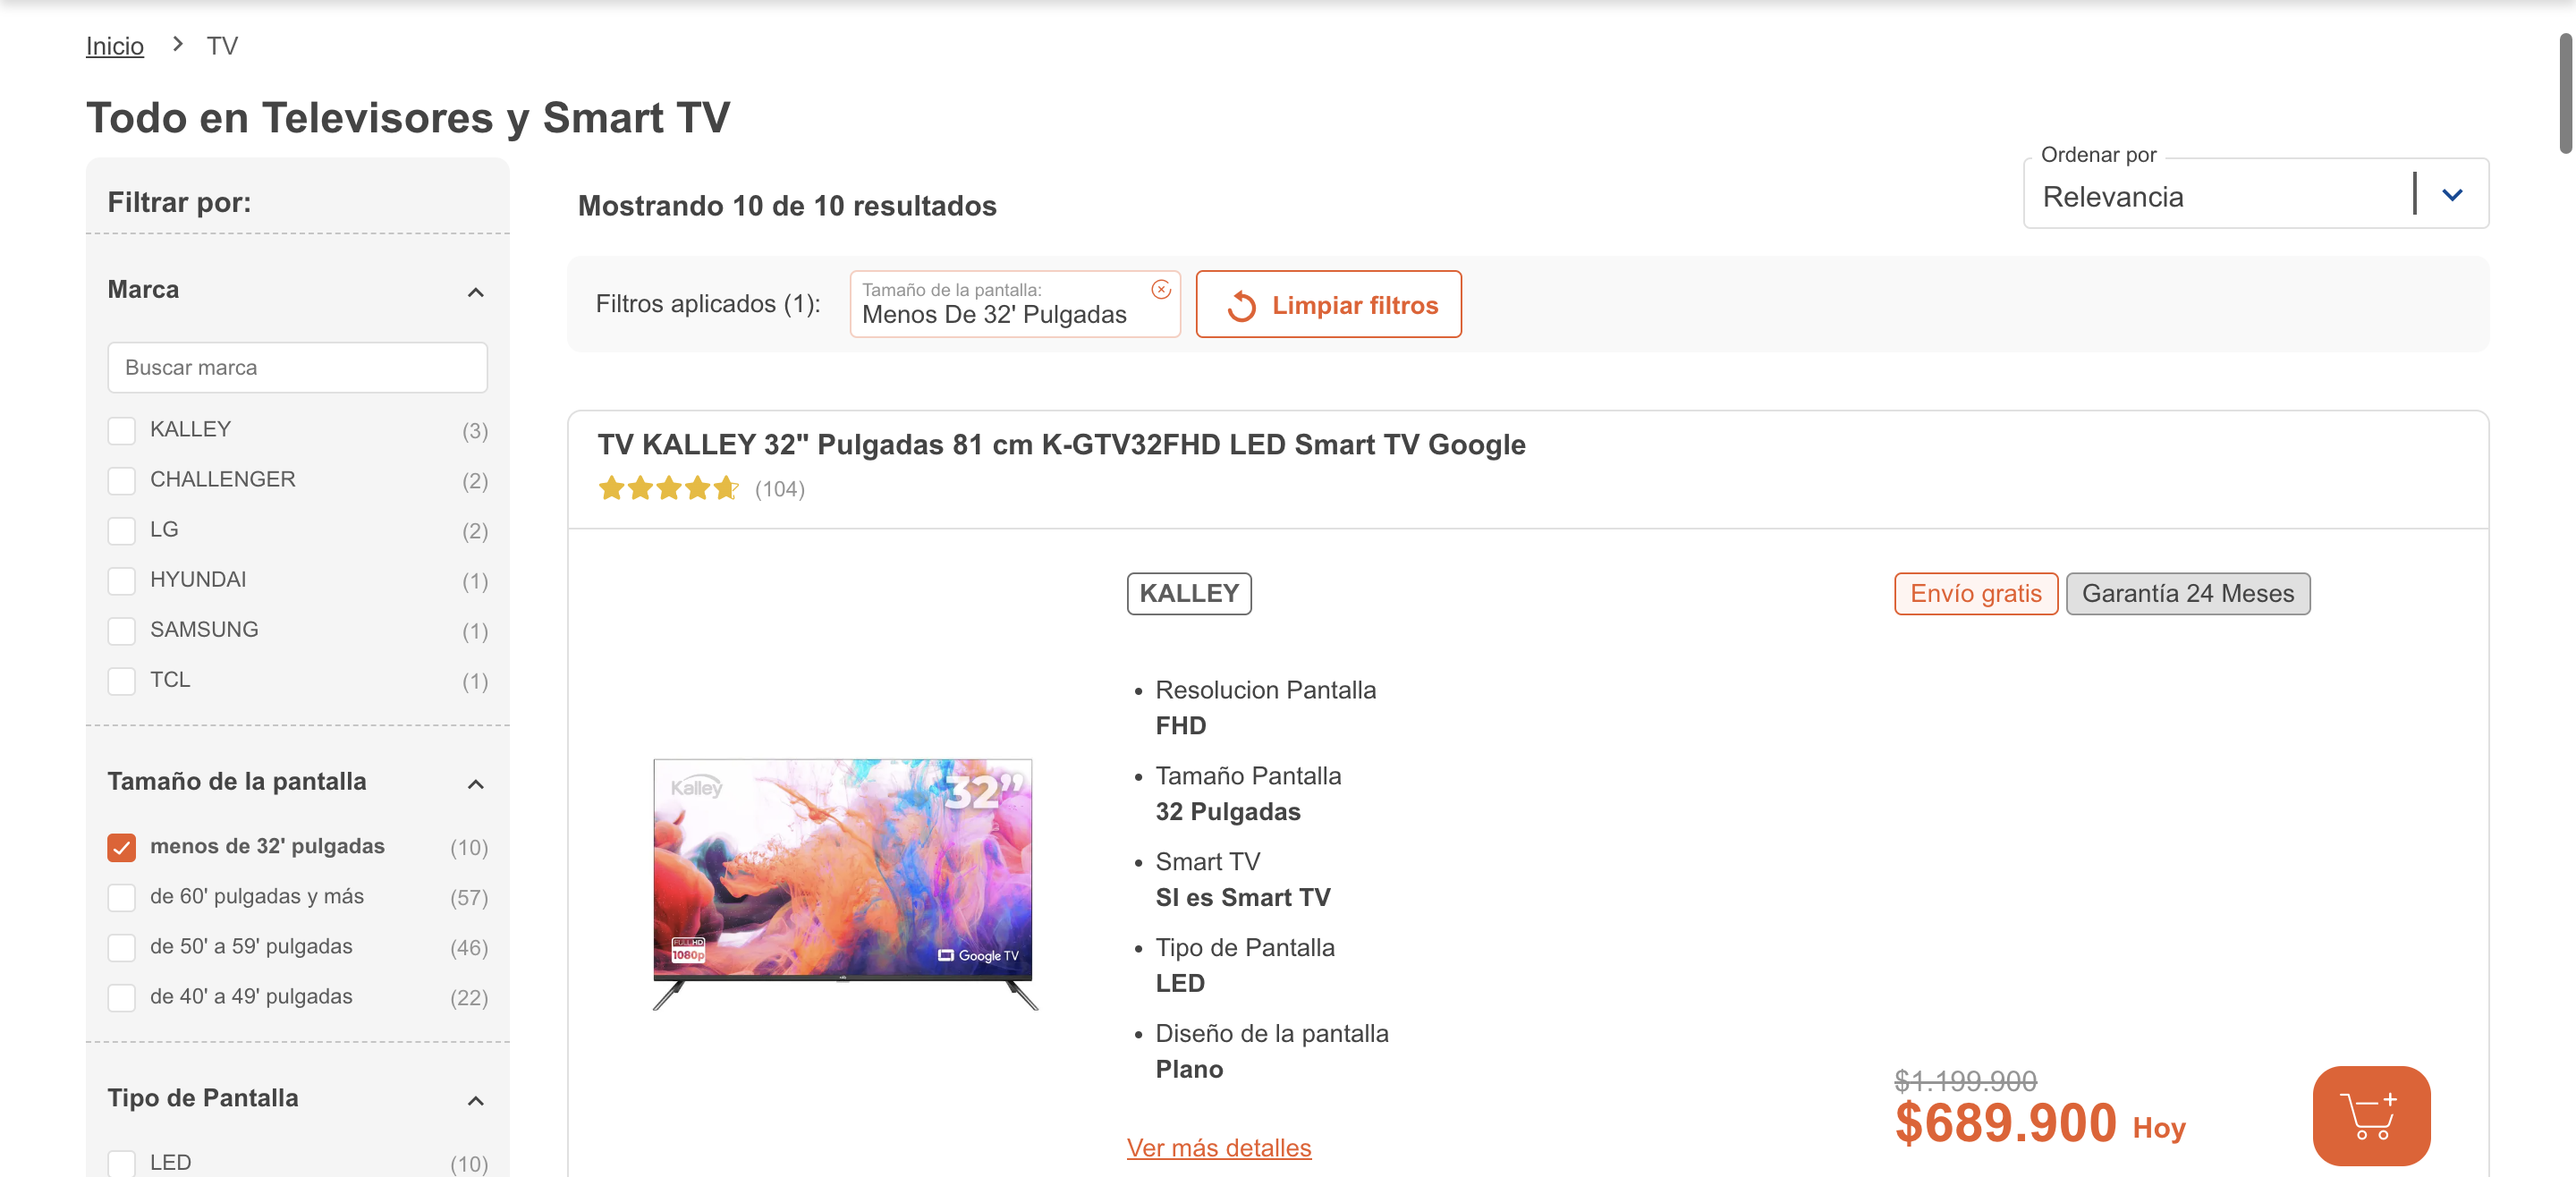 Inicio > TV
Todo en Televisores y Smart TV
Filtrar por:
Marca
Buscar marca
KALLEY (3)
CHALLENGER (2)
LG (2)
HYUNDAI (1)
SAMSUNG (1)
TCL (1)
Tamaño de la pantalla
menos de 32' pulgadas (10)
de 60' pulgadas y más (57)
de 50' a 59' pulgadas (46)
de 40' a 49' pulgadas (22)
Tipo de Pantalla
LED (10)
Mostrando 10 de 10 resultados
Ordenar por
Relevancia
Filtros aplicados (1):
Tamaño de la pantalla:
Menos De 32' Pulgadas
Limpiar filtros
TV KALLEY 32" Pulgadas 81 cm K-GTV32FHD LED Smart TV Google
(104)
Kalley
32”
FULL HD
1080p
Google TV
KALLEY
Resolucion Pantalla
FHD
Tamaño Pantalla
32 Pulgadas
Smart TV
SI es Smart TV
Tipo de Pantalla
LED
Diseño de la pantalla
Plano
Ver más detalles
Envío gratis
Garantía 24 Meses
$1.199.900
$689.900 Hoy